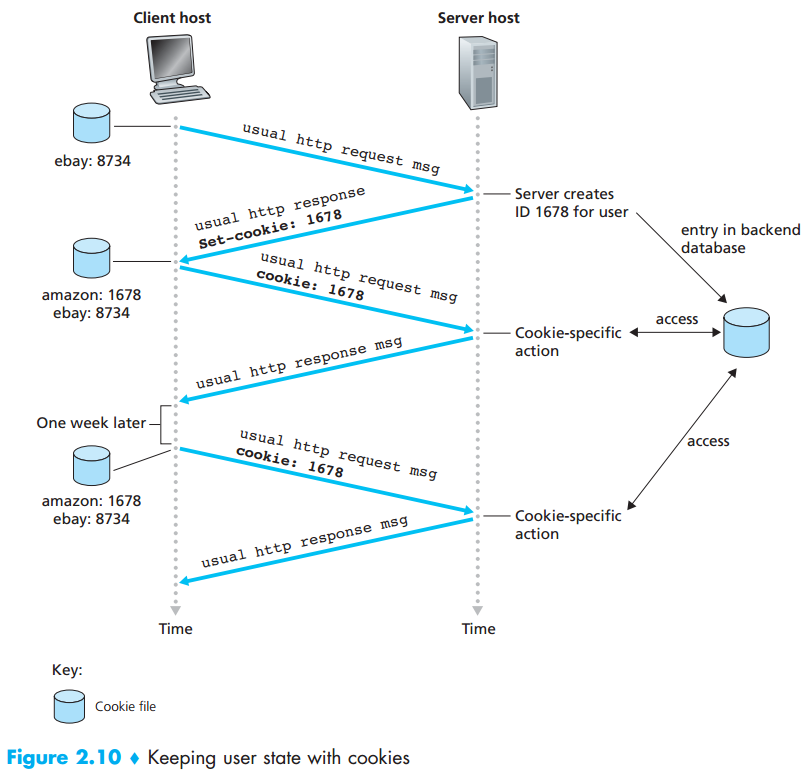 Client host
Server host
ebay: 8734
usual http request msg
Server creates
ID 1678 for user
entry in backend
database
usual http response
Set-cookie: 1678
amazon: 1678
ebay: 8734
usual http request msg
cookie: 1678
Cookie-specific
action
access
usual http response msg
One week later
amazon: 1678
ebay: 8734
usual http request msg
cookie: 1678
access
Cookie-specific
action
usual http response msg
Time
Time
Key:
Cookie file
Figure 2.10 ♦ Keeping user state with cookies